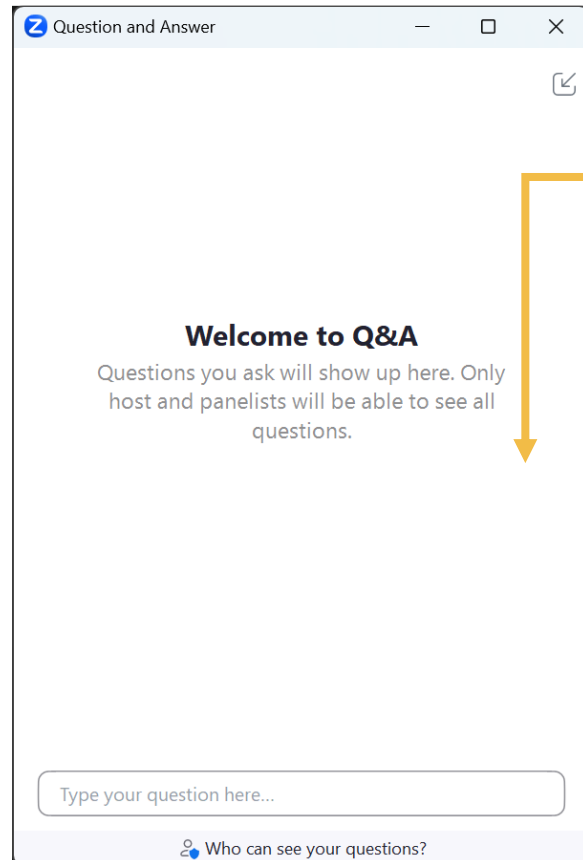 Question and Answer
Welcome to Q&A
Questions you ask will show up here. Only
host and panelists will be able to see all
questions.
Type your question here...
Who can see your questions?